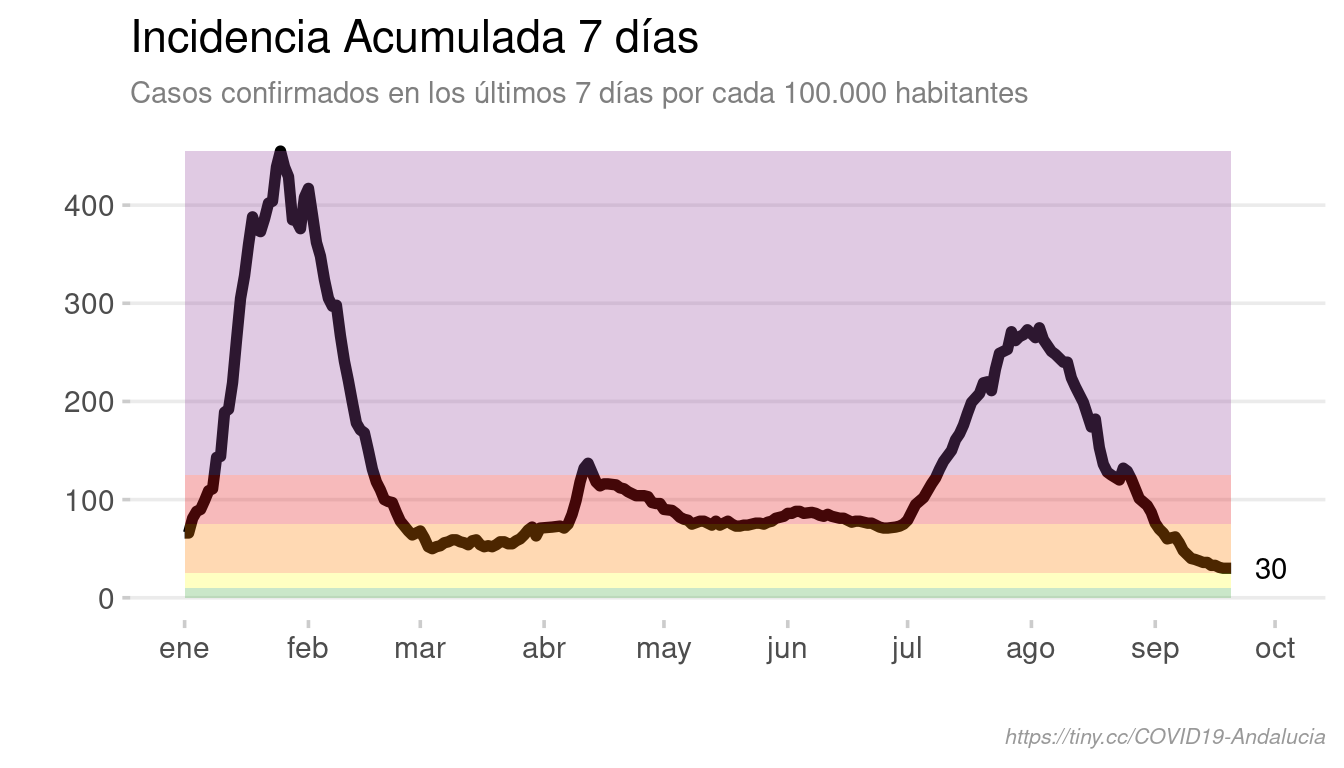 Incidencia Acumulada 7 días
Casos confirmados en los últimos 7 días por cada 100.000 habitantes
400
300
200
100
0
30
ene feb mar abr may jun jul ago sep oct
https://tiny.cc/COVID19-Andalucia